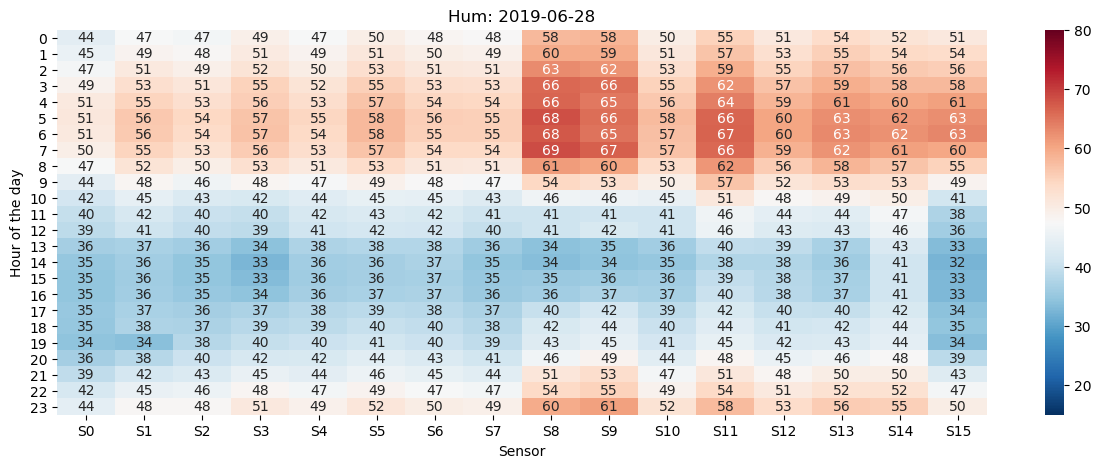 Hum: 2019-06-28
0 44 47 47 49 47 50 48 48 58 58 50 55 51 54 52 51
1 45 49 48 51 49 51 50 49 60 59 51 57 53 55 54 54
2 47 51 49 52 50 53 51 51 63 62 53 59 55 57 56 56
3 49 53 51 55 52 55 53 53 66 66 55 62 57 59 58 58
4 51 55 53 56 53 57 54 54 66 65 56 64 59 61 60 61
5 51 56 54 57 55 58 56 55 68 66 58 66 60 63 62 63
6 51 56 54 57 54 58 55 55 68 65 57 67 60 63 62 63
7 50 55 53 56 53 57 54 54 69 67 57 66 59 62 61 60
8 47 52 50 53 51 53 51 51 61 60 53 62 56 58 57 55
9 44 48 46 48 47 49 48 47 54 53 50 57 52 53 53 49
10 42 45 43 42 44 45 45 43 46 46 45 51 48 49 50 41
11 40 42 40 40 42 43 42 41 41 41 41 46 44 44 47 38
12 39 41 40 39 41 42 42 40 41 42 41 46 43 43 46 36
13 36 37 36 34 38 38 38 36 34 35 36 40 39 37 43 33
14 35 36 35 33 36 36 37 35 34 34 35 38 38 36 41 32
15 35 36 35 33 36 36 37 35 35 36 36 39 38 37 41 33
16 35 36 35 34 36 37 37 36 36 37 37 40 38 37 41 33
17 35 37 36 37 38 39 38 37 40 42 39 42 40 40 42 34
18 35 38 37 39 39 40 40 38 42 44 40 44 41 42 44 35
19 34 34 38 40 40 41 40 39 43 45 41 45 42 43 44 34
20 36 38 40 42 42 44 43 41 46 49 44 48 45 46 48 39
21 39 42 43 45 44 46 45 44 51 53 47 51 48 50 50 43
22 42 45 46 48 47 49 47 47 54 55 49 54 51 52 52 47
23 44 48 48 51 49 52 50 49 60 61 52 58 53 56 55 50
S0 S1 S2 S3 S4 S5 S6 S7 S8 S9 S10 S11 S12 S13 S14 S15
Sensor
Hour of the day
80
70
60
50
40
30
20